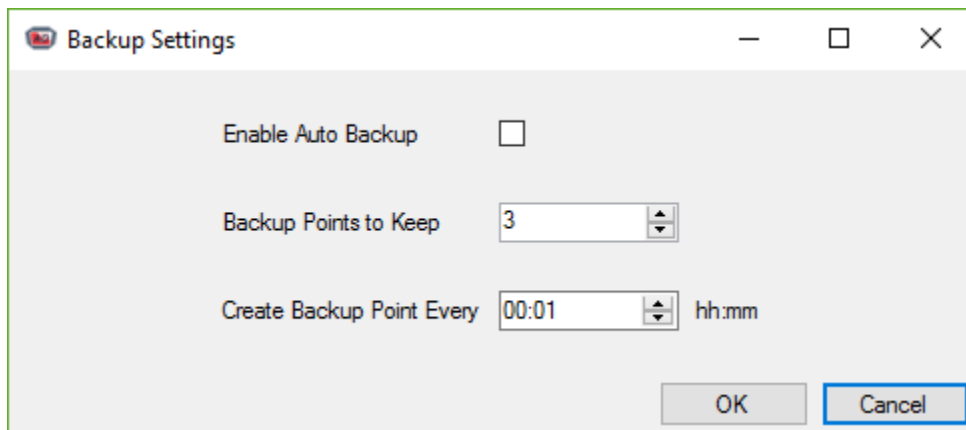 Backup Settings
Enable Auto Backup
Backup Points to Keep 3
Create Backup Point Every 00:01 hh:mm
OK Cancel